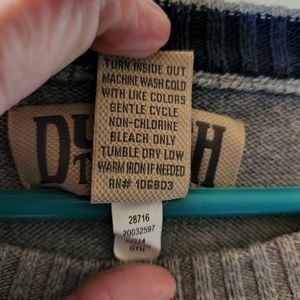 TURN INSIDE OUT
MACHINE WASH COLD
WITH LIKE COLORS
GENTLE CYCLE
NON-CHLORINE
BLEACH ONLY
TUMBLE DRY LOW
WARM IRON IF NEEDED
RN# 106803
28716
20032597